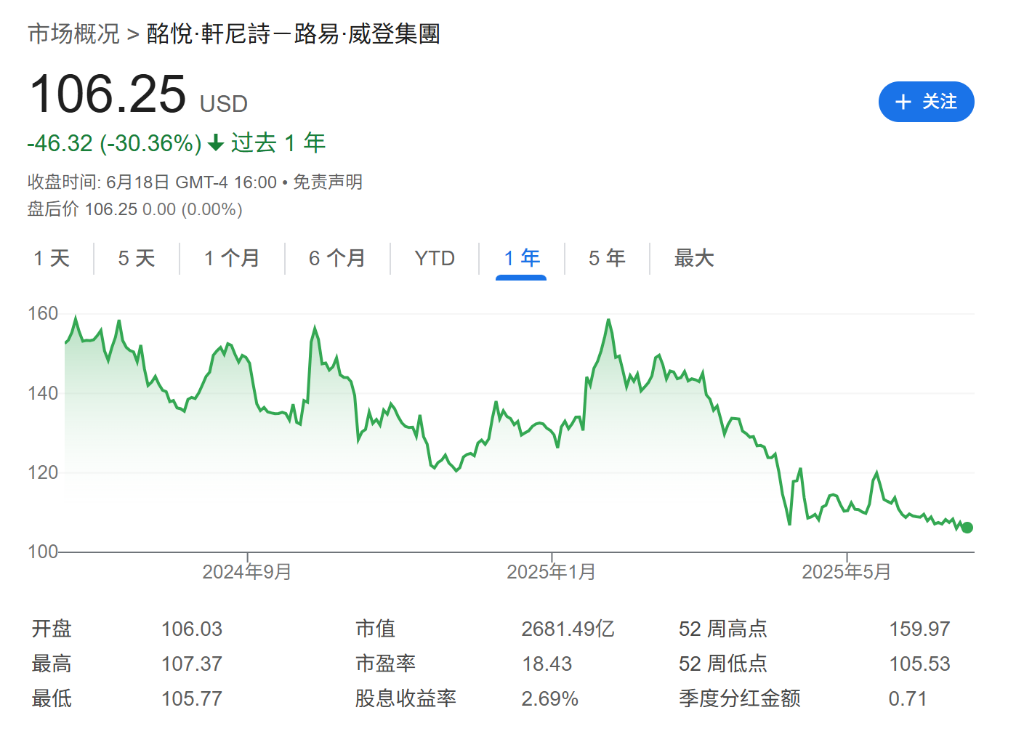 市场概况 > 酩悅·軒尼詩－路易·威登集團
106.25 USD
+ 关注
-46.32 (-30.36%) ↓ 过去 1 年
收盘时间: 6月18日 GMT-4 16:00 • 免责声明
盘后价 106.25 0.00 (0.00%)
1 天 5 天 1 个月 6 个月 YTD 1 年 5 年 最大
160
140
120
100
2024年9月 2025年1月 2025年5月
开盘 106.03 市值 2681.49亿 52 周高点 159.97
最高 107.37 市盈率 18.43 52 周低点 105.53
最低 105.77 股息收益率 2.69% 季度分红金额 0.71